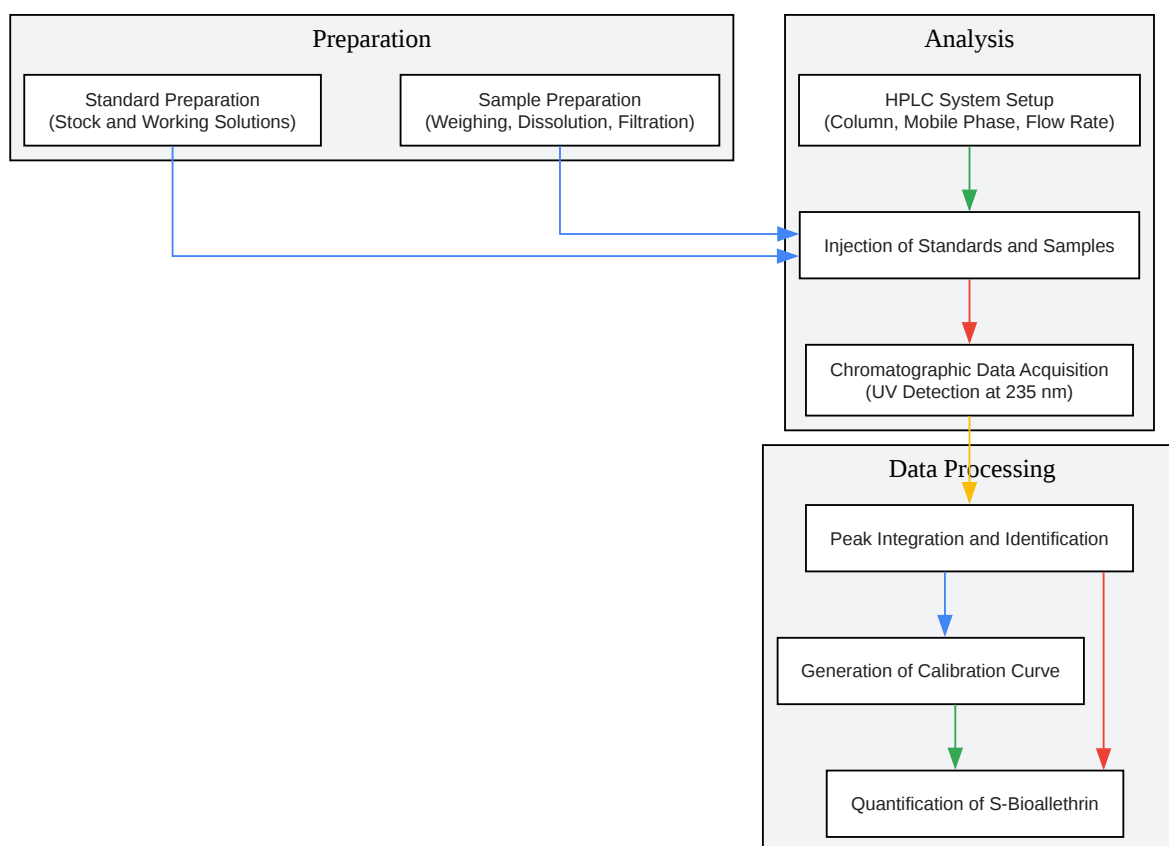 Preparation
Standard Preparation
(Stock and Working Solutions)
Sample Preparation
(Weighing, Dissolution, Filtration)
Analysis
HPLC System Setup
(Column, Mobile Phase, Flow Rate)
Injection of Standards and Samples
Chromatographic Data Acquisition
(UV Detection at 235 nm)
Data Processing
Peak Integration and Identification
Generation of Calibration Curve
Quantification of S-Bioallethrin